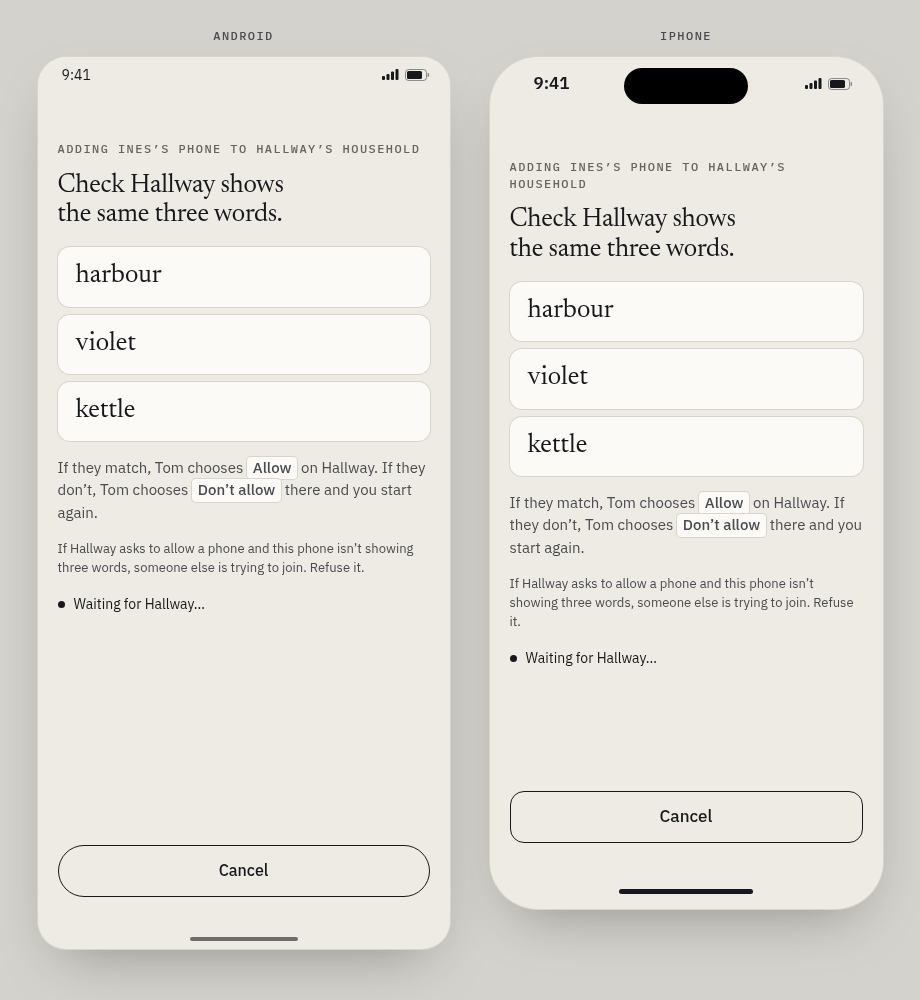 ANDROID
9:41
ADDING INES’S PHONE TO HALLWAY’S HOUSEHOLD
Check Hallway shows
the same three words.
harbour
violet
kettle
If they match, Tom chooses Allow on Hallway. If they
don’t, Tom chooses Don’t allow there and you start
again.
If Hallway asks to allow a phone and this phone isn’t showing
three words, someone else is trying to join. Refuse it.
Waiting for Hallway…
Cancel
IPHONE
9:41
ADDING INES’S PHONE TO HALLWAY’S
HOUSEHOLD
Check Hallway shows
the same three words.
harbour
violet
kettle
If they match, Tom chooses Allow on Hallway. If
they don’t, Tom chooses Don’t allow there and you
start again.
If Hallway asks to allow a phone and this phone isn’t
showing three words, someone else is trying to join. Refuse
it.
Waiting for Hallway…
Cancel